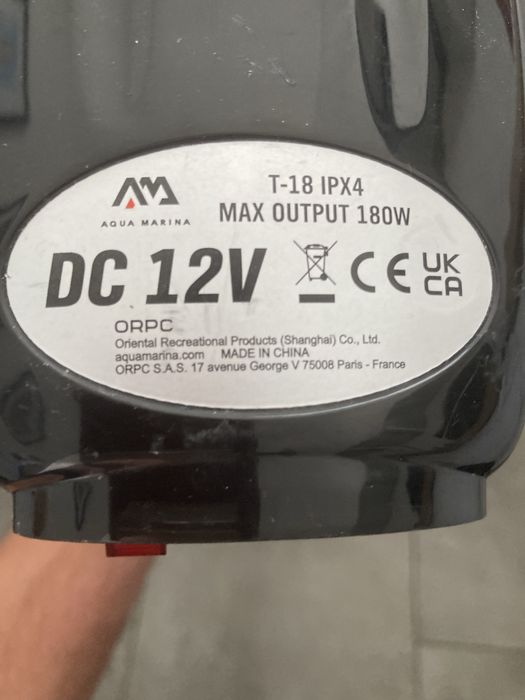 T-18 IPX4
AQUA MARINA
MAX OUTPUT 180W
DC 12V
CE
UK
CA
ORPC
Oriental Recreational Products (Shanghai) Co., Ltd.
aquamarina.com MADE IN CHINA
ORPC S.A.S. 17 avenue George V 75008 Paris - France